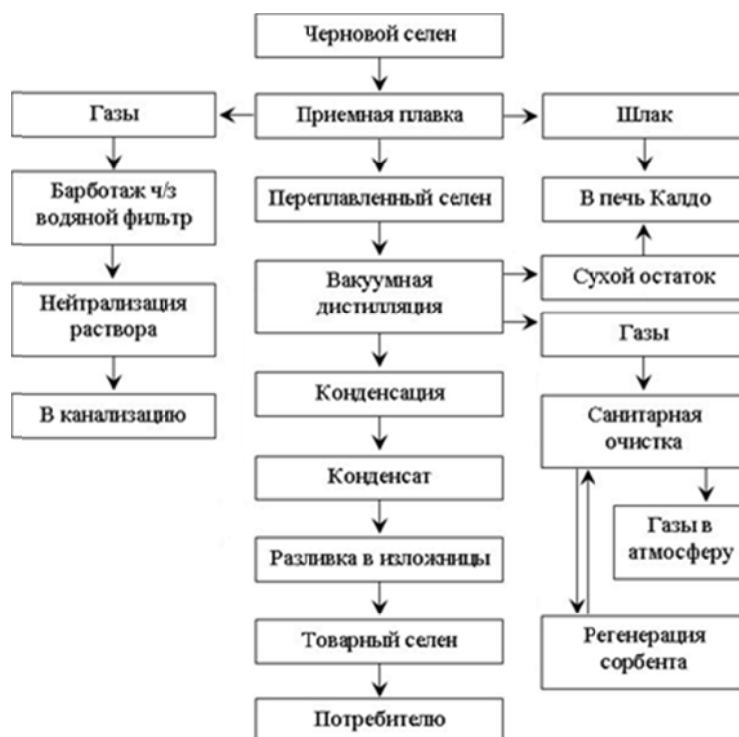 Черновой селен
Газы
Приемная плавка
Шлак
Барботаж ч/з
водяной фильтр
Переплавленный селен
В печь Калдо
Нейтрализация
раствора
Вакуумная
дистилляция
Сухой остаток
Газы
В канализацию
Конденсация
Санитарная
очистка
Конденсат
Газы в
атмосферу
Разливка в изложницы
Товарный селен
Регенерация
сорбента
Потребителю